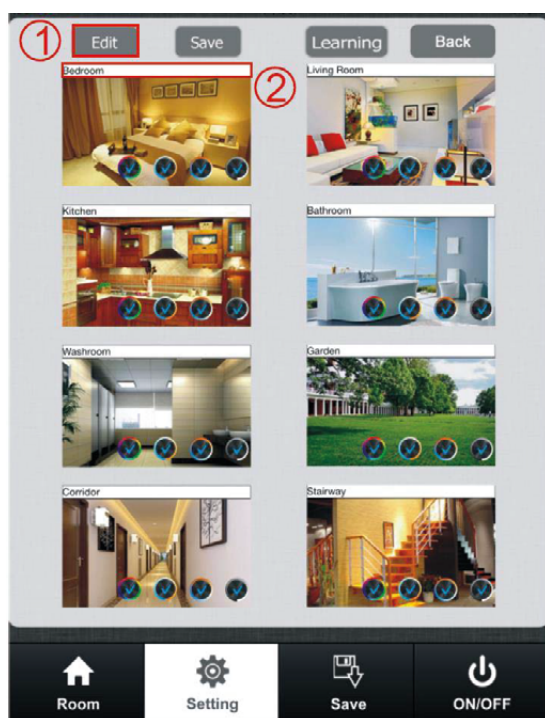 ① Edit Save Learning Back
Bedroom ② Living Room
Kitchen Bathroom
Washroom Garden
Corridor Stairway
Room Setting Save ON/OFF